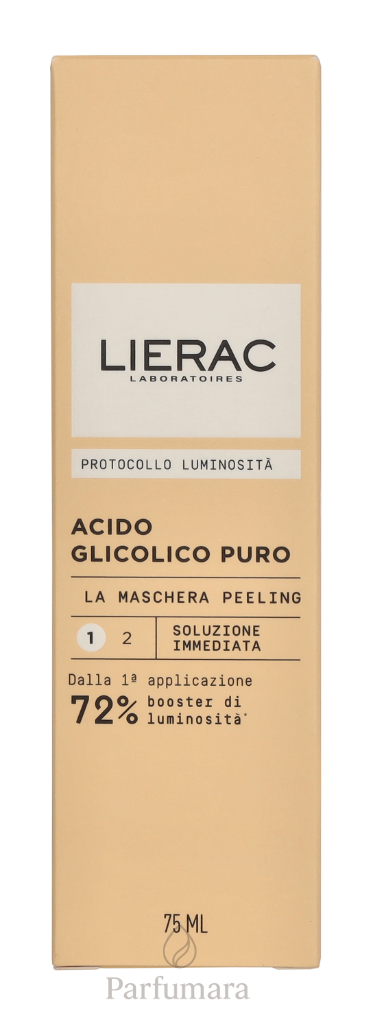 LIERAC
LABORATOIRES
PROTOCOLLO LUMINOSITÀ
ACIDO
GLICOLICO PURO
LA MASCHERA PEELING
1 2
SOLUZIONE
IMMEDIATA
Dalla 1ª applicazione
72%
booster di
luminosità*
75 ML
Parfumara